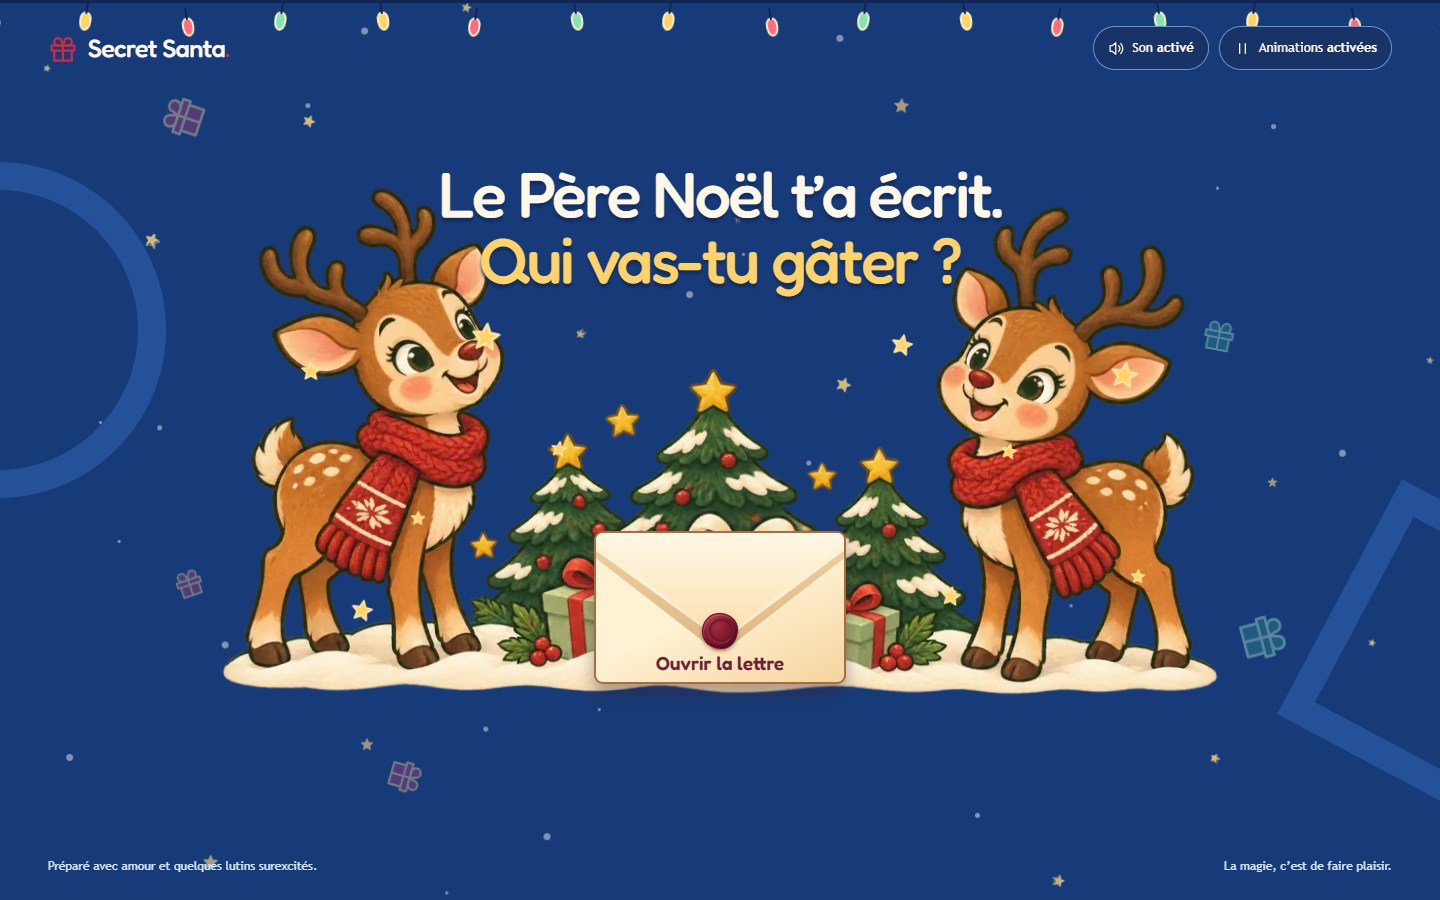 Secret Santa.
Son activé
Animations activées
Le Père Noël t’a écrit.
Qui vas-tu gâter ?
Ouvrir la lettre
Préparé avec amour et quelques lutins surexcités.
La magie, c’est de faire plaisir.